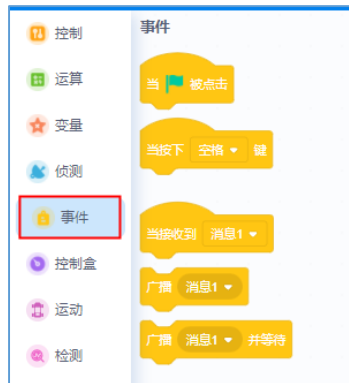 控制
运算
变量
侦测
事件
控制盒
运动
检测
事件
当 被点击
当按下 空格 键
当接收到 消息1
广播 消息1
广播 消息1 并等待